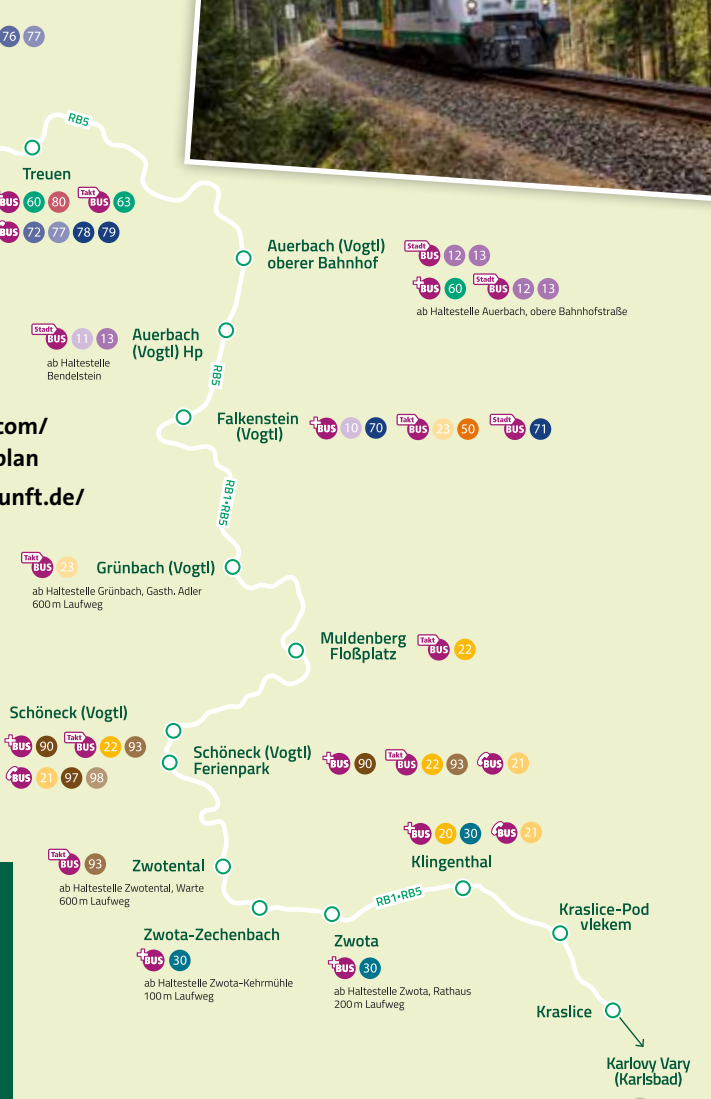 76 77
RB5
Treuen
BUS 60 80 Takt BUS 63
BUS 72 77 78 79
Auerbach (Vogtl)
oberer Bahnhof
Stadt BUS 12 13
+BUS 60 Stadt BUS 12 13
ab Haltestelle Auerbach, obere Bahnhofstraße
Stadt BUS 11 13
ab Haltestelle
Bendelstein
Auerbach
(Vogtl) Hp
RB5
Falkenstein
(Vogtl)
+BUS 10 70 Takt BUS 23 50 Stadt BUS 71
com/
plan
unft.de/
RB1•RB5
Takt BUS 23
Grünbach (Vogtl)
ab Haltestelle Grünbach, Gasth. Adler
600 m Laufweg
Muldenberg
Floßplatz
Takt BUS 22
Schöneck (Vogtl)
+BUS 90 Takt BUS 22 93
BUS 21 97 98
Schöneck (Vogtl)
Ferienpark
+BUS 90 Takt BUS 22 93 BUS 21
+BUS 20 30 BUS 21
Klingenthal
Takt BUS 93
Zwotental
ab Haltestelle Zwotental, Warte
600 m Laufweg
RB1•RB5
Zwota-Zechenbach
+BUS 30
ab Haltestelle Zwota-Kehrmühle
100 m Laufweg
Zwota
+BUS 30
ab Haltestelle Zwota, Rathaus
200 m Laufweg
Kraslice-Pod
vlekem
Kraslice
Karlovy Vary
(Karlsbad)